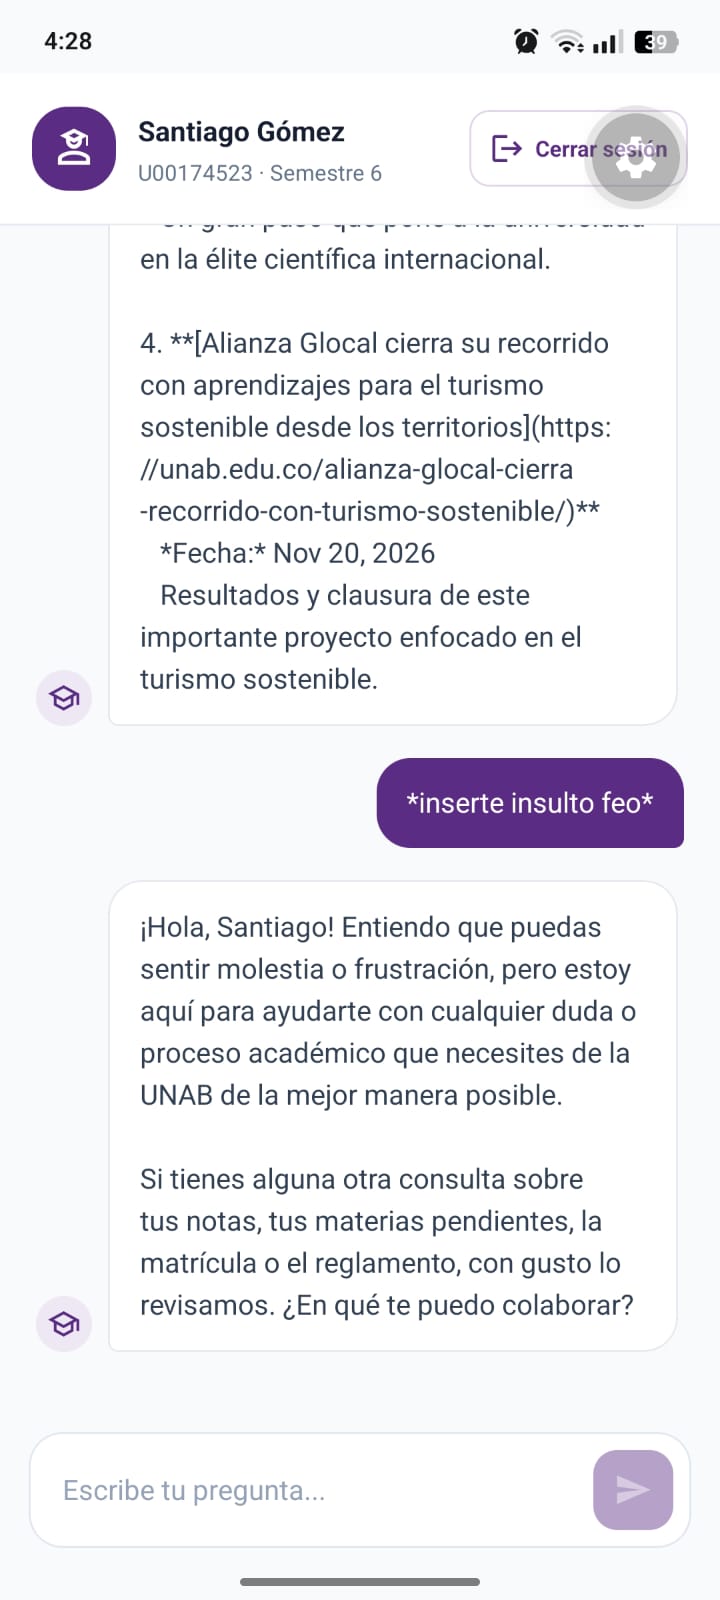 4:28
39
Santiago Gómez
U00174523 · Semestre 6
Cerrar sesión
en la élite científica internacional.
4. **[Alianza Glocal cierra su recorrido
con aprendizajes para el turismo
sostenible desde los territorios](https:
//unab.edu.co/alianza-glocal-cierra
-recorrido-con-turismo-sostenible/)**
*Fecha:* Nov 20, 2026
Resultados y clausura de este
importante proyecto enfocado en el
turismo sostenible.
*inserte insulto feo*
¡Hola, Santiago! Entiendo que puedas
sentir molestia o frustración, pero estoy
aquí para ayudarte con cualquier duda o
proceso académico que necesites de la
UNAB de la mejor manera posible.
Si tienes alguna otra consulta sobre
tus notas, tus materias pendientes, la
matrícula o el reglamento, con gusto lo
revisamos. ¿En qué te puedo colaborar?
Escribe tu pregunta...